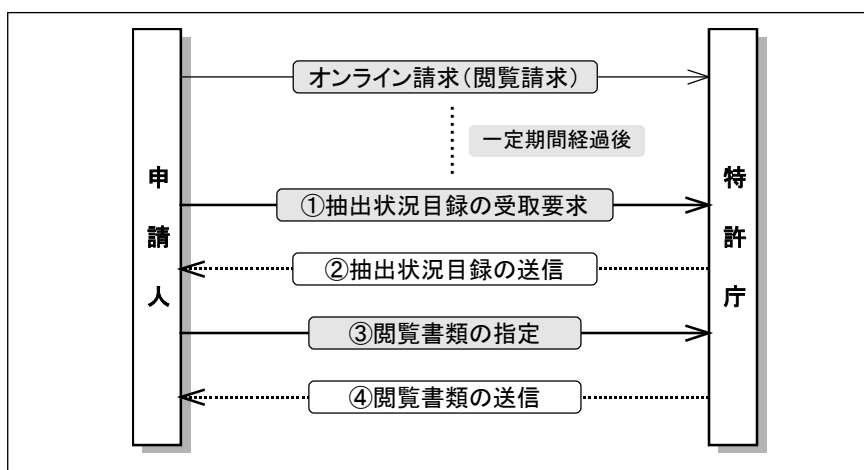 オンライン請求（閲覧請求）
一定期間経過後
申請人
特許庁
①抽出状況目録の受取要求
②抽出状況目録の送信
③閲覧書類の指定
④閲覧書類の送信